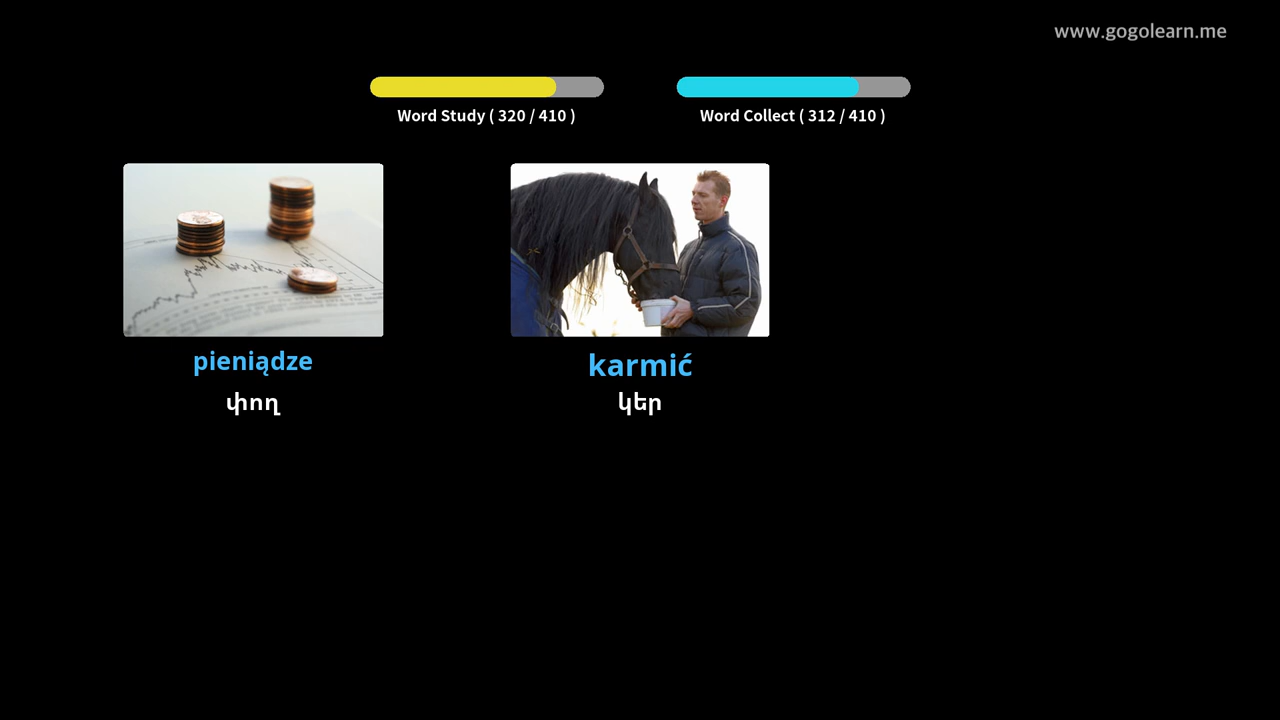 www.gogolearn.me
Word Study ( 320 / 410 )
Word Collect ( 312 / 410 )
pieniądze
փող
karmić
կեր